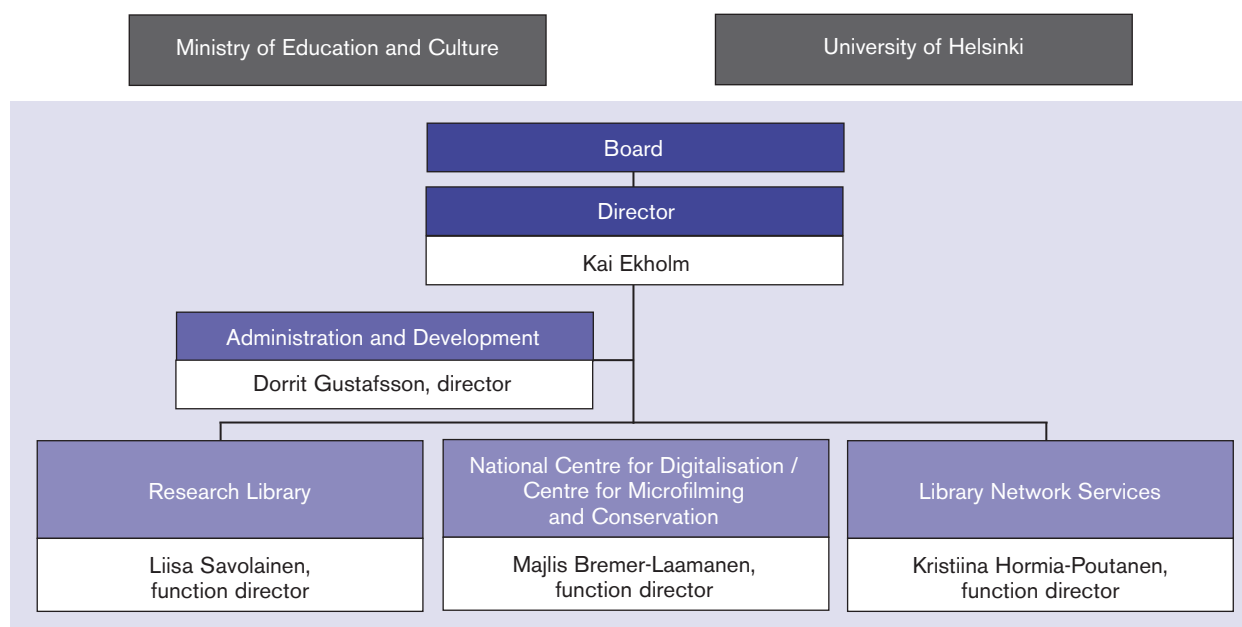 Ministry of Education and Culture
University of Helsinki
Board
Director
Kai Ekholm
Administration and Development
Dorrit Gustafsson, director
Research Library
Liisa Savolainen,
function director
National Centre for Digitalisation /
Centre for Microfilming
and Conservation
Majlis Bremer-Laamanen,
function director
Library Network Services
Kristiina Hormia-Poutanen,
function director